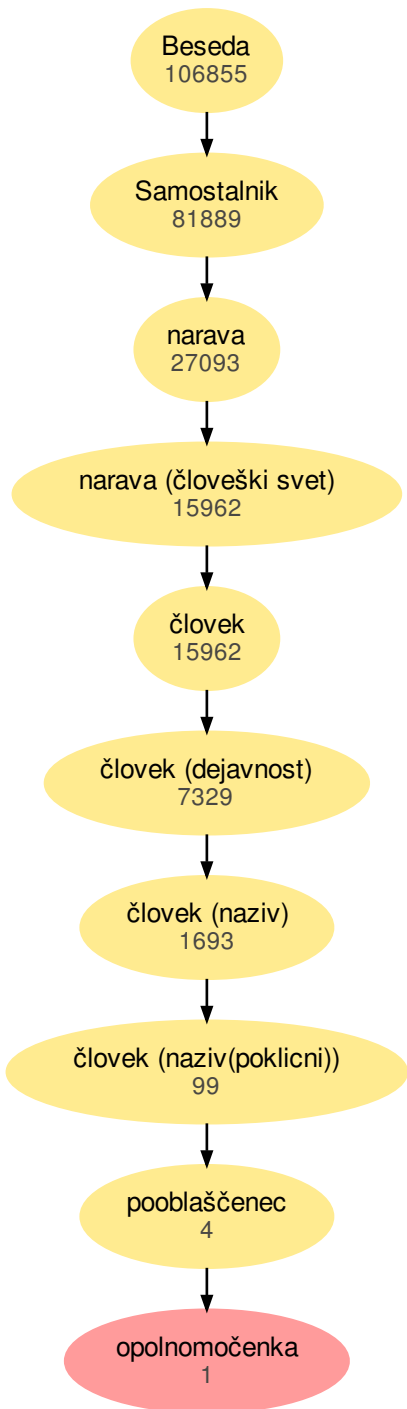 Beseda
106855
Samostalnik
81889
narava
27093
narava (človeški svet)
15962
človek
15962
človek (dejavnost)
7329
človek (naziv)
1693
človek (naziv(poklicni))
99
pooblaščenec
4
opolnomočenka
1